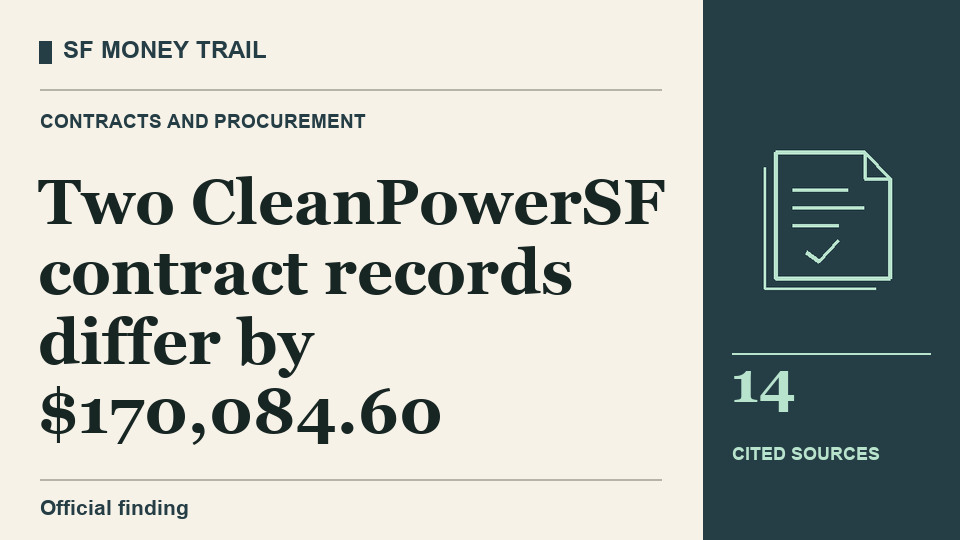 SF MONEY TRAIL
CONTRACTS AND PROCUREMENT
Two CleanPowerSF
contract records
differ by
$170,084.60
Official finding
14
CITED SOURCES